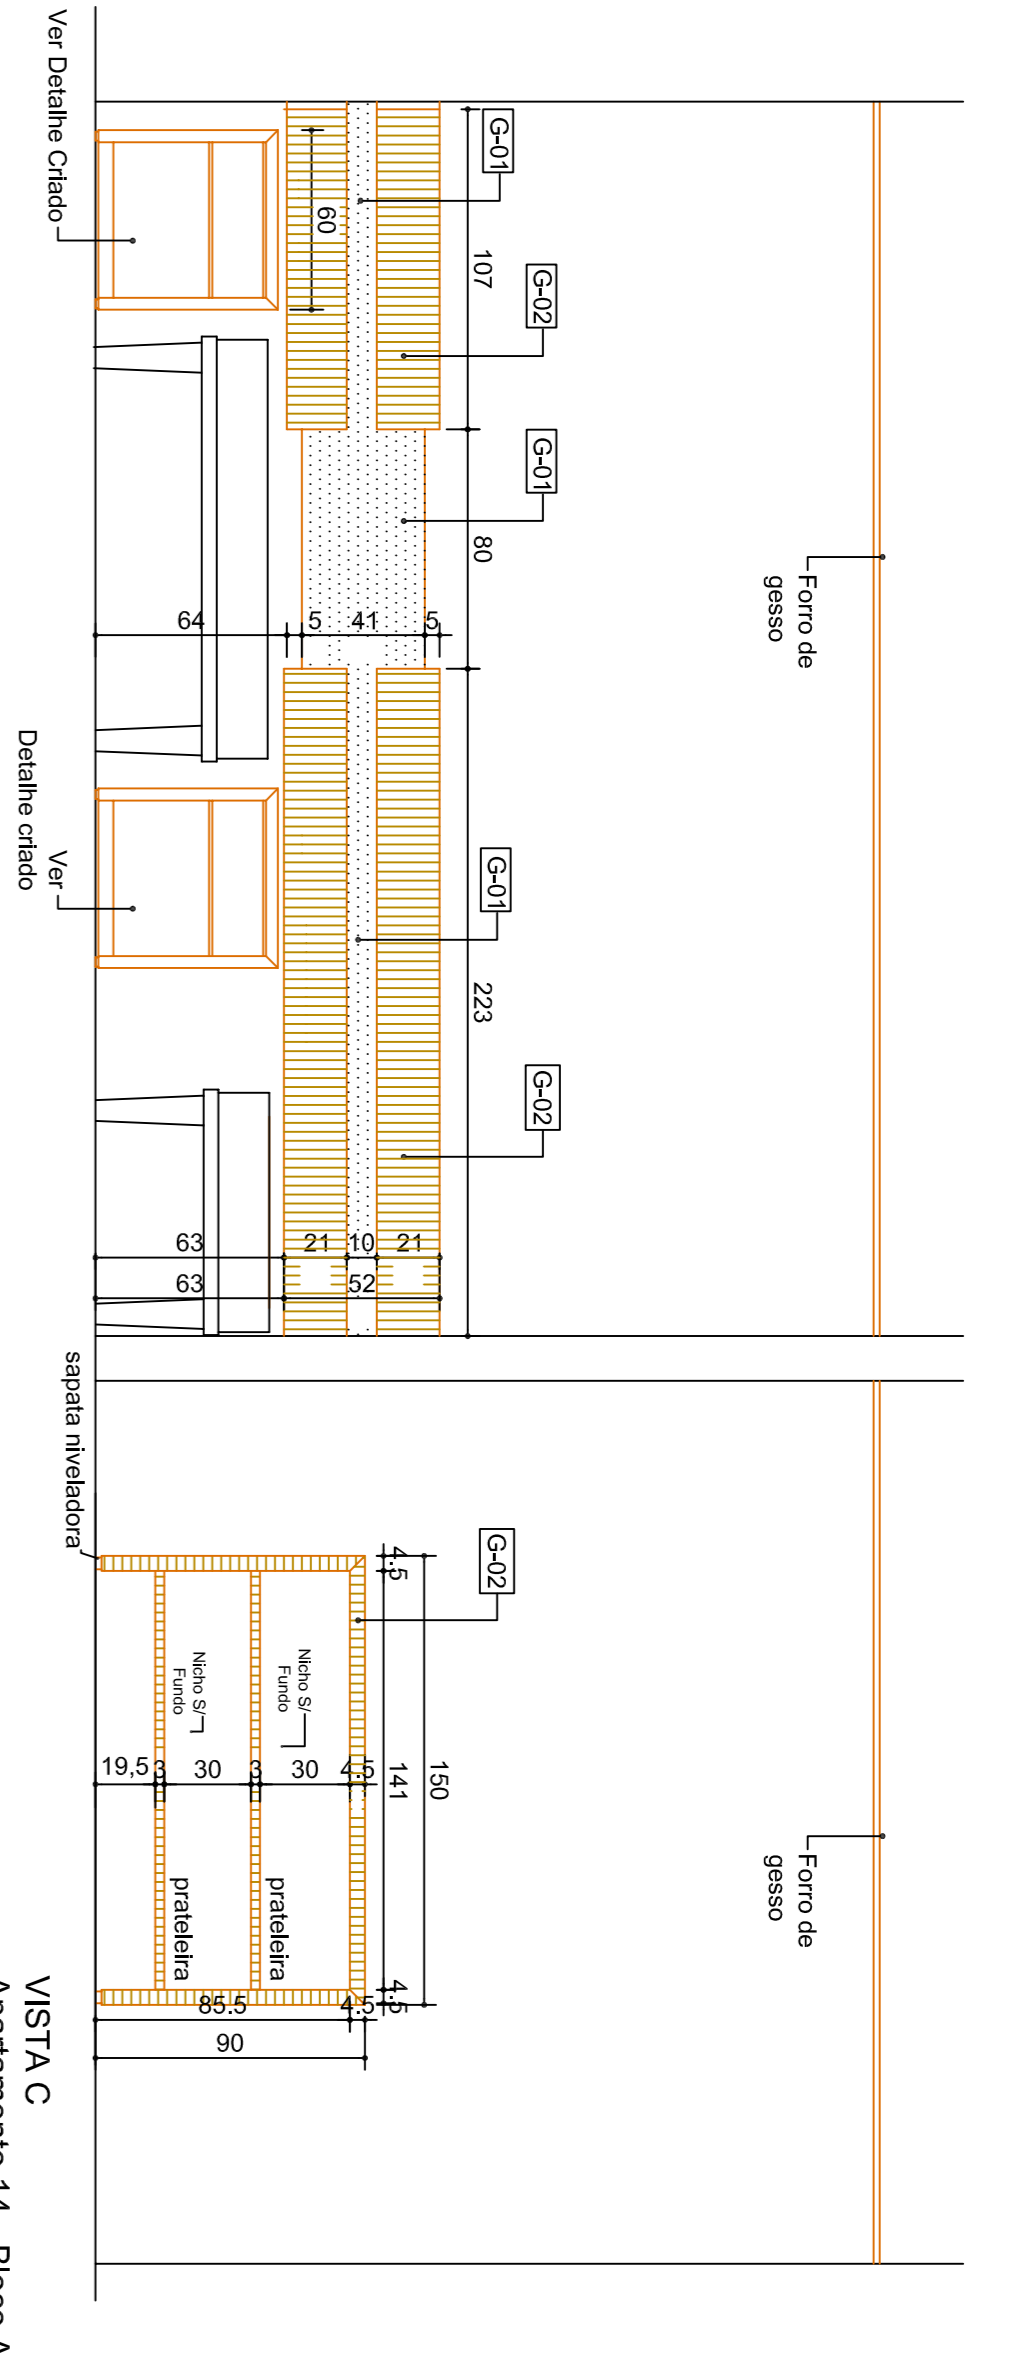 Ver Detalhe Criado
G-01
G-02
107
60
G-01
80
64
5
41
5
Forro de
gesso
Ver
Detalhe criado
G-01
223
G-02
63
21
10
21
63
52
sapata niveladora
G-02
4.5
150
141
Nicho S/
Fundo
Nicho S/
Fundo
19,5
3
30
3
30
4.5
prateleira
prateleira
4.5
4.5
85.5
4.5
90
Forro de
gesso
VISTA C